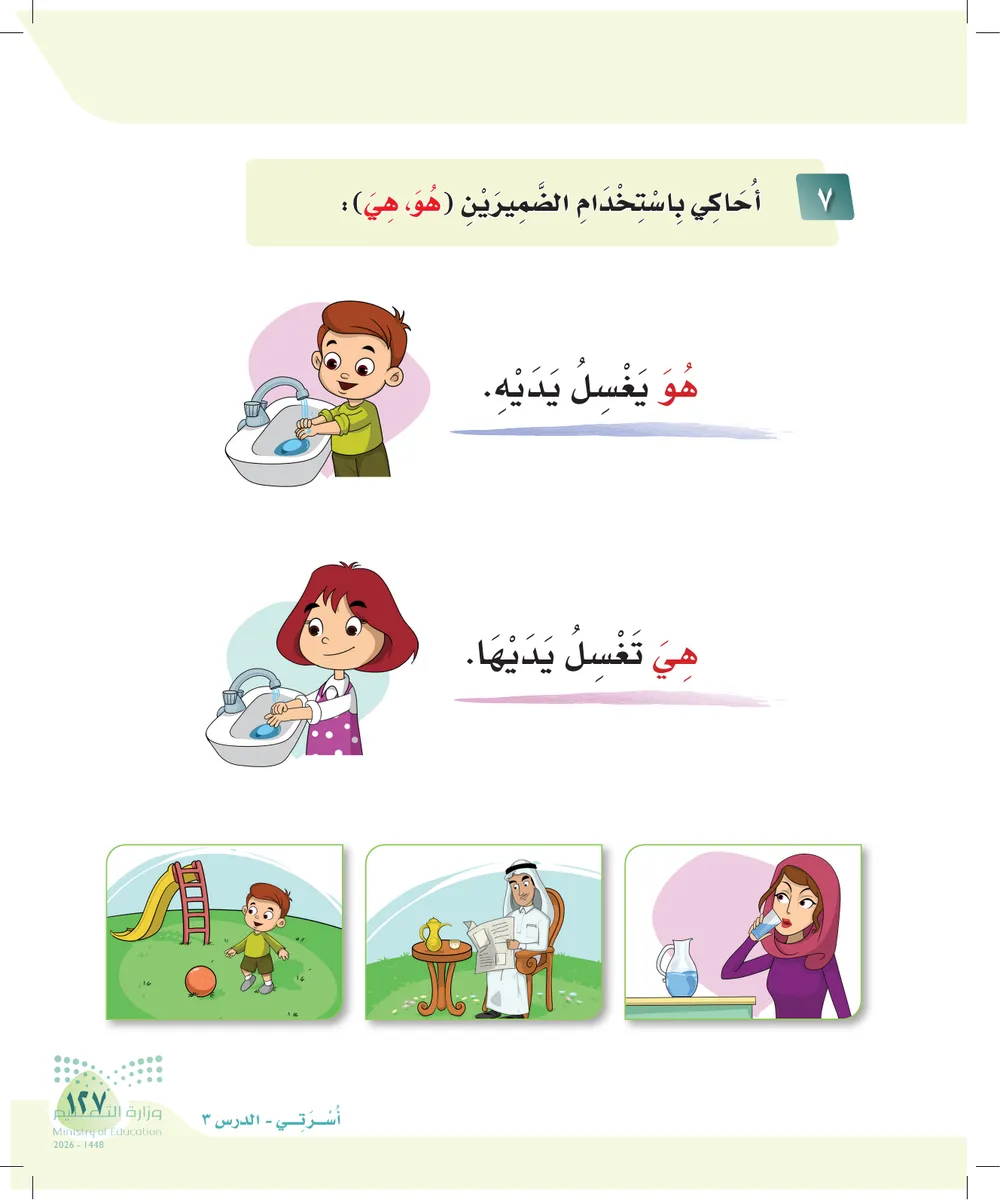 ٧
أُحَاكِي بِاسْتِخْدَامِ الضَّمِيرَيْنِ (هُوَ، هِيَ):
هُوَ يَغْسِلُ يَدَيْهِ.
هِيَ تَغْسِلُ يَدَيْهَا.
أُسْرَتِي - الدرس ٣
١٢٧
وزارة التعليم
Ministry of Education
2026 - 1448